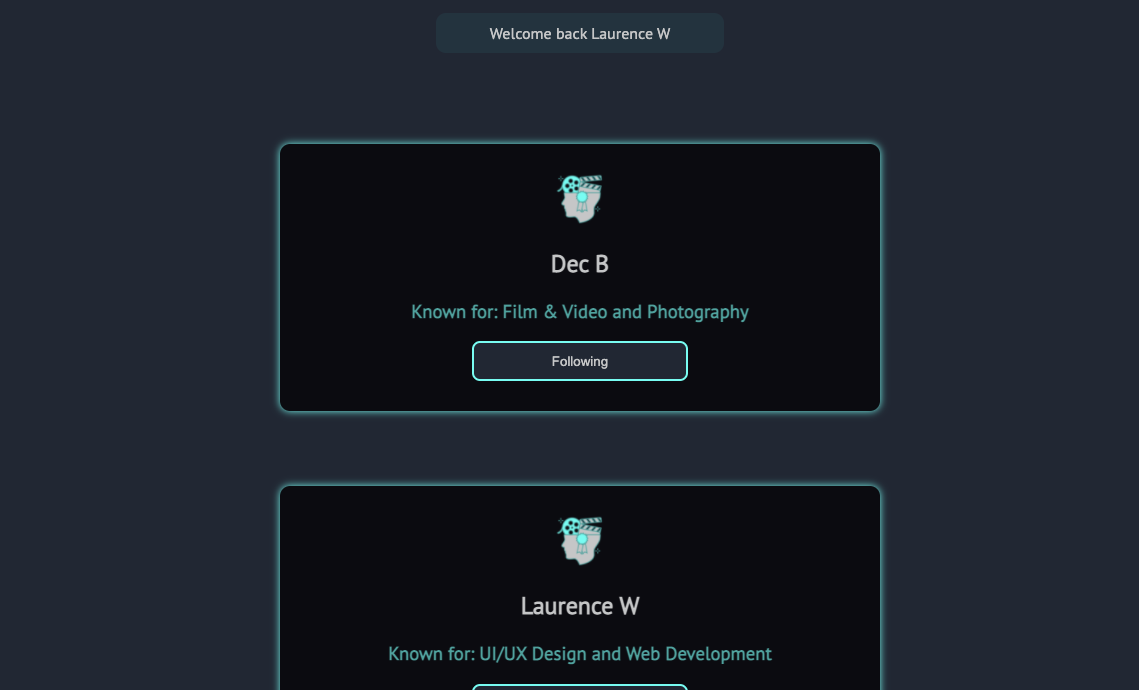 Welcome back Laurence W
Dec B
Known for: Film & Video and Photography
Following
Laurence W
Known for: UI/UX Design and Web Development